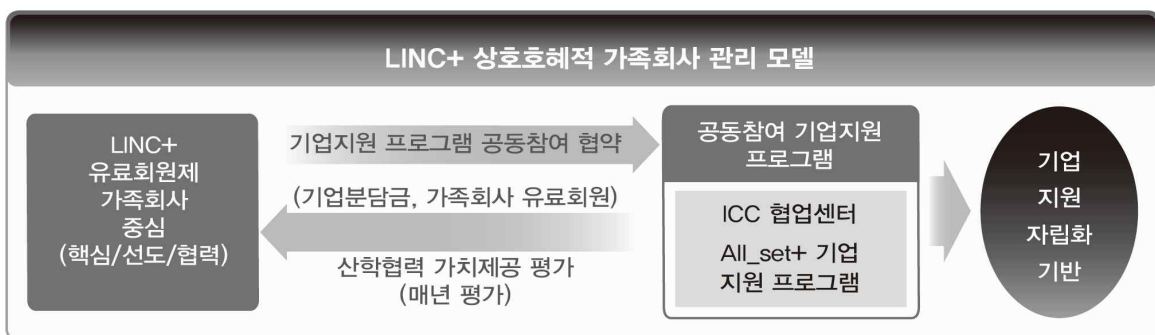 LINC+ 상호호혜적 가족회사 관리 모델
LINC+
유료회원제
가족회사
중심
(핵심/선도/협력)
기업지원 프로그램 공동참여 협약
(기업분담금, 가족회사 유료회원)
산학협력 가치제공 평가
(매년 평가)
공동참여 기업지원
프로그램
ICC 협업센터
All_set+ 기업
지원 프로그램
기업
지원
자립화
기반